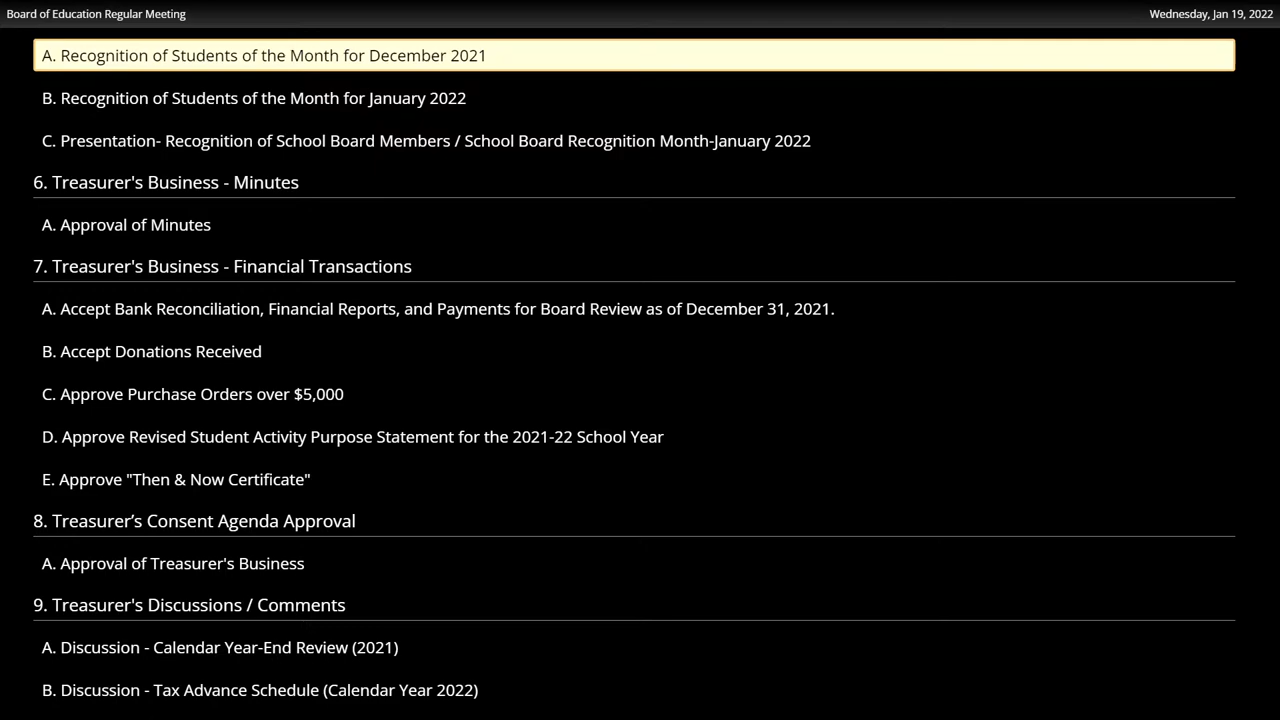 Board of Education Regular Meeting
Wednesday, Jan 19, 2022
A. Recognition of Students of the Month for December 2021
B. Recognition of Students of the Month for January 2022
C. Presentation- Recognition of School Board Members / School Board Recognition Month-January 2022
6. Treasurer's Business - Minutes
A. Approval of Minutes
7. Treasurer's Business - Financial Transactions
A. Accept Bank Reconciliation, Financial Reports, and Payments for Board Review as of December 31, 2021.
B. Accept Donations Received
C. Approve Purchase Orders over $5,000
D. Approve Revised Student Activity Purpose Statement for the 2021-22 School Year
E. Approve "Then & Now Certificate"
8. Treasurer’s Consent Agenda Approval
A. Approval of Treasurer's Business
9. Treasurer's Discussions / Comments
A. Discussion - Calendar Year-End Review (2021)
B. Discussion - Tax Advance Schedule (Calendar Year 2022)